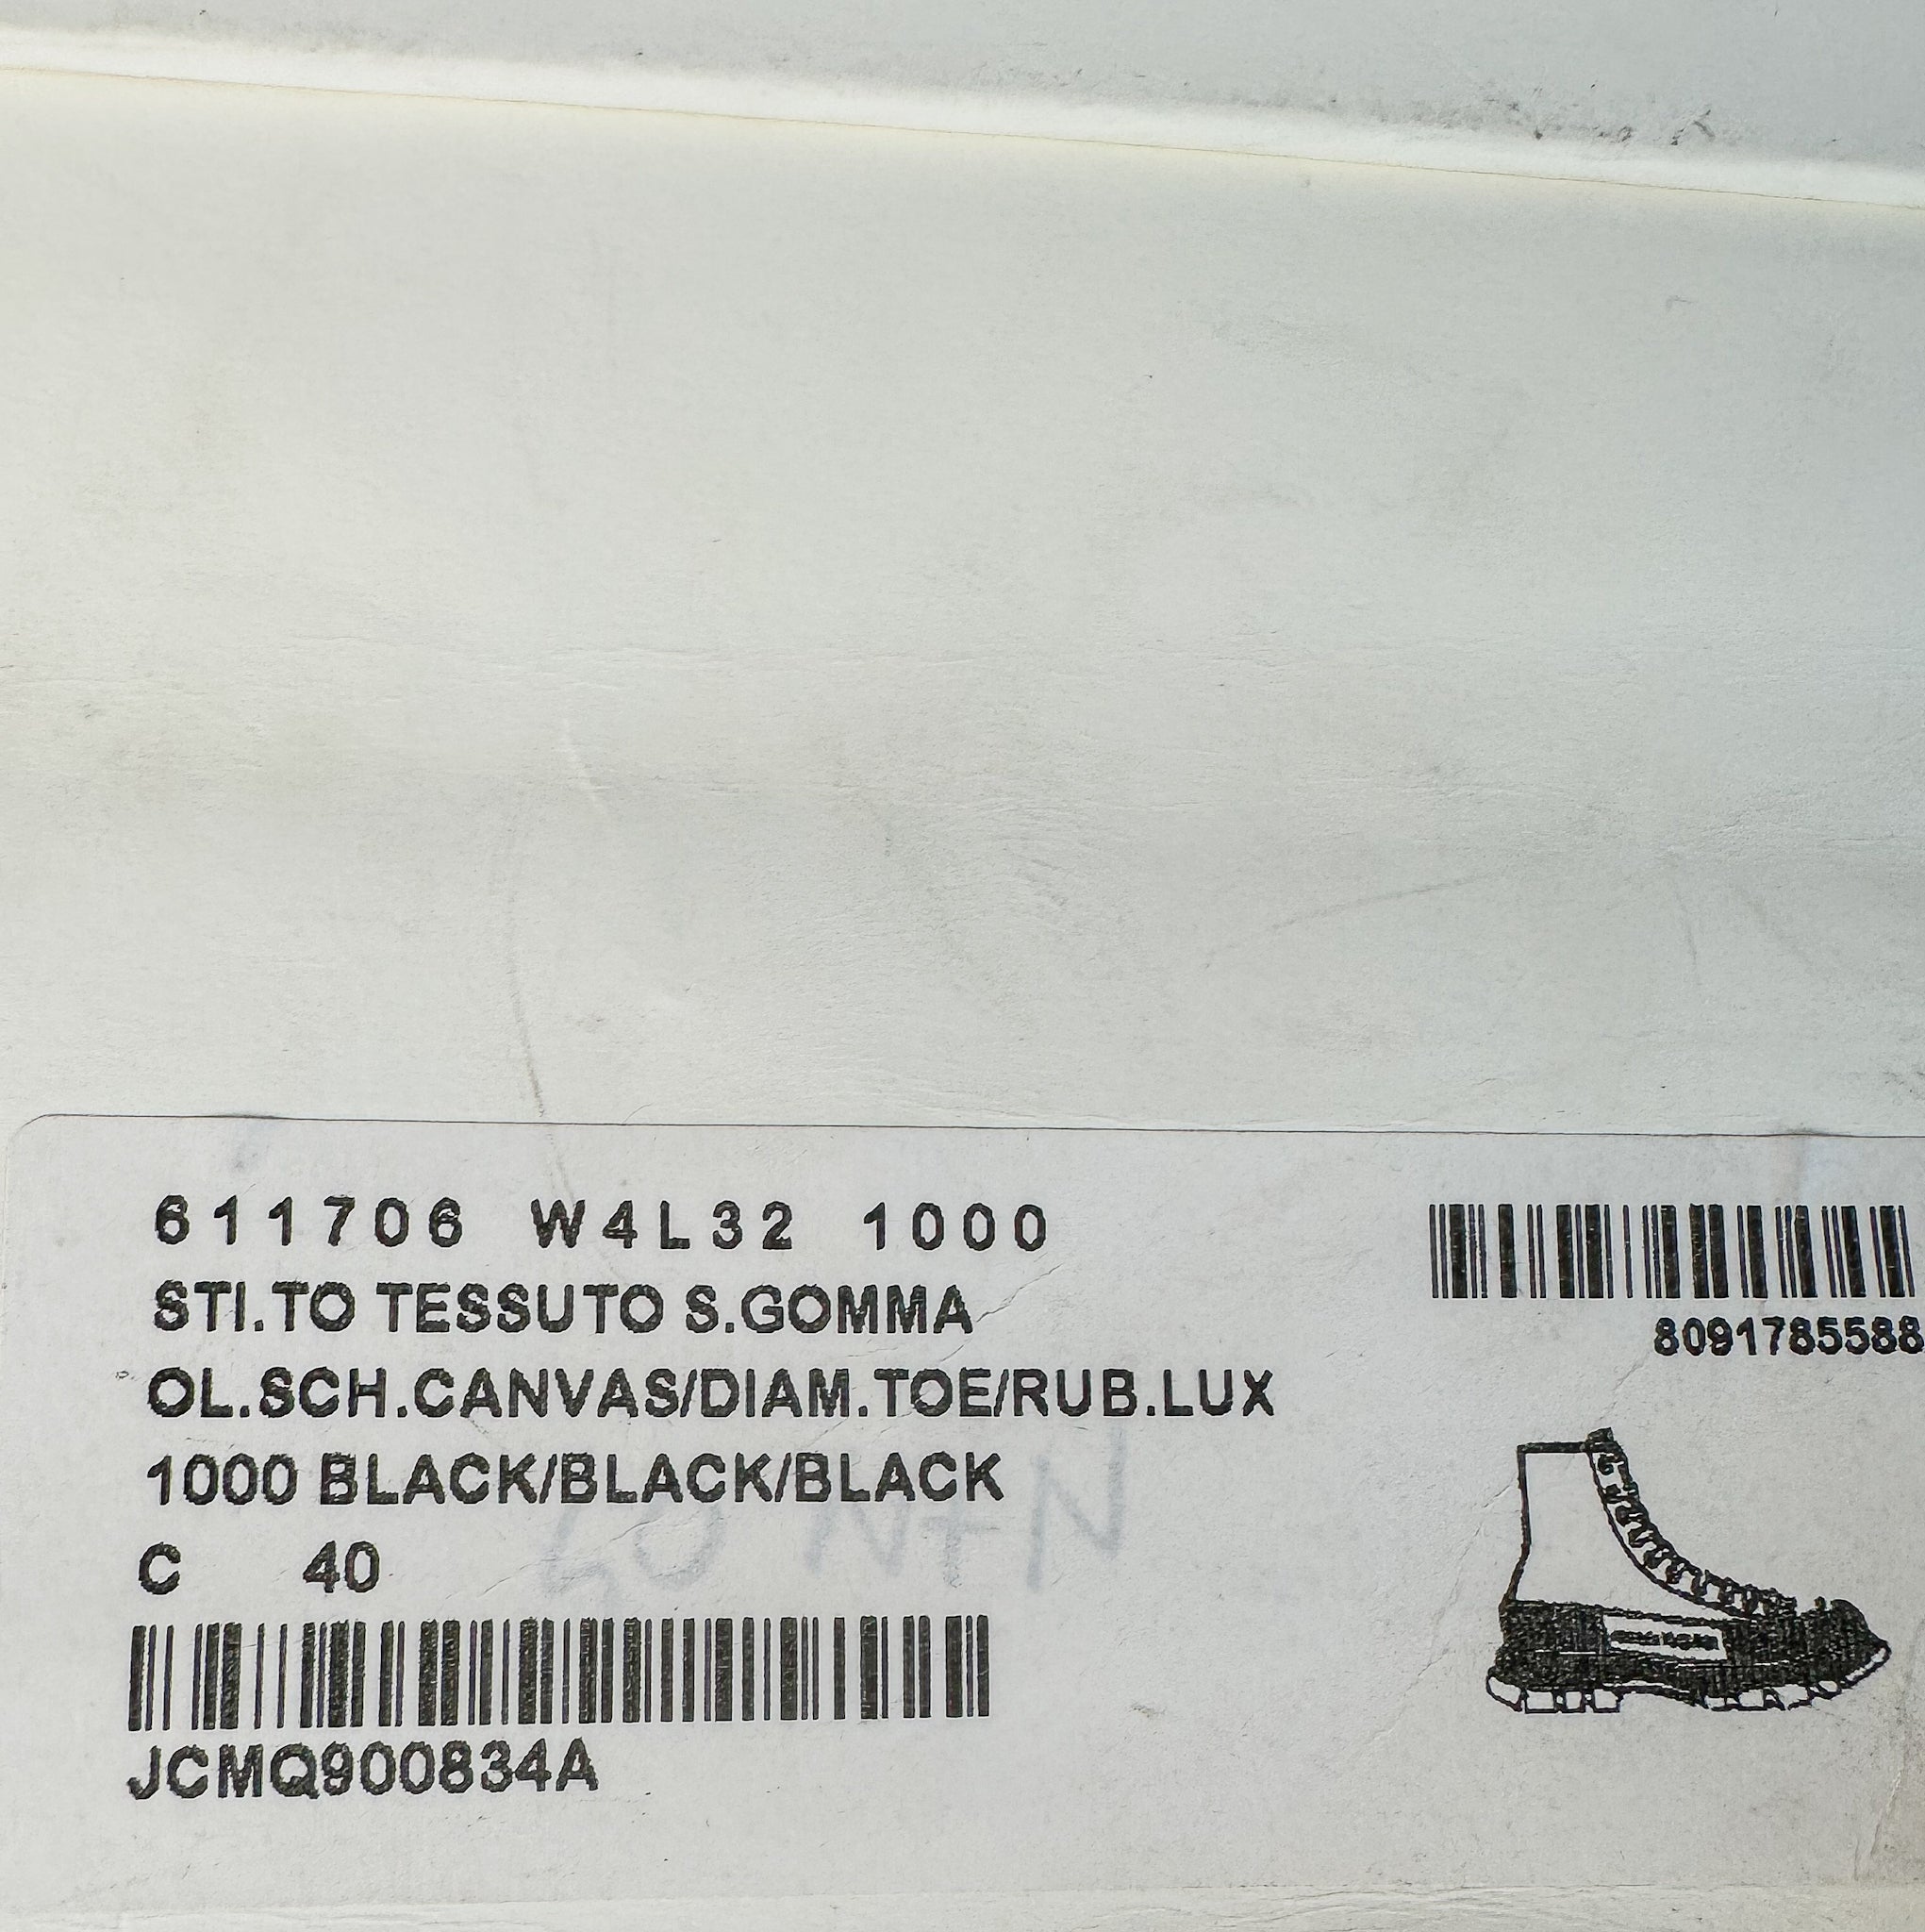 611706 W4L32 1000
STI.TO TESSUTO S.GOMMA
OL.SCH.CANVAS/DIAM.TOE/RUB.LUX
1000 BLACK/BLACK/BLACK
C 40
JCMQ900834A
8091785588